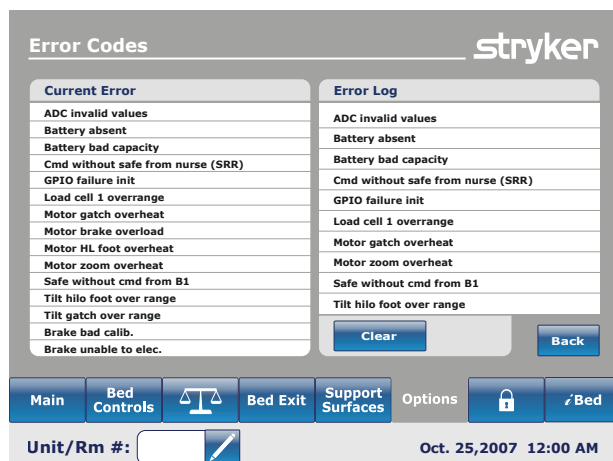 Error Codes
stryker
Current Error
ADC invalid values
Battery absent
Battery bad capacity
Cmd without safe from nurse (SRR)
GPIO failure init
Load cell 1 overrange
Motor gatch overheat
Motor brake overload
Motor HL foot overheat
Motor zoom overheat
Safe without cmd from B1
Tilt hilo foot over range
Tilt gatch over range
Brake bad calib.
Brake unable to elec.
Error Log
ADC invalid values
Battery absent
Battery bad capacity
Cmd without safe from nurse (SRR)
GPIO failure init
Load cell 1 overrange
Motor gatch overheat
Motor zoom overheat
Safe without cmd from B1
Tilt hilo foot over range
Clear
Back
Main
Bed
Controls
Bed Exit
Support
Surfaces
Options
iBed
Unit/Rm #:
Oct. 25,2007 12:00 AM